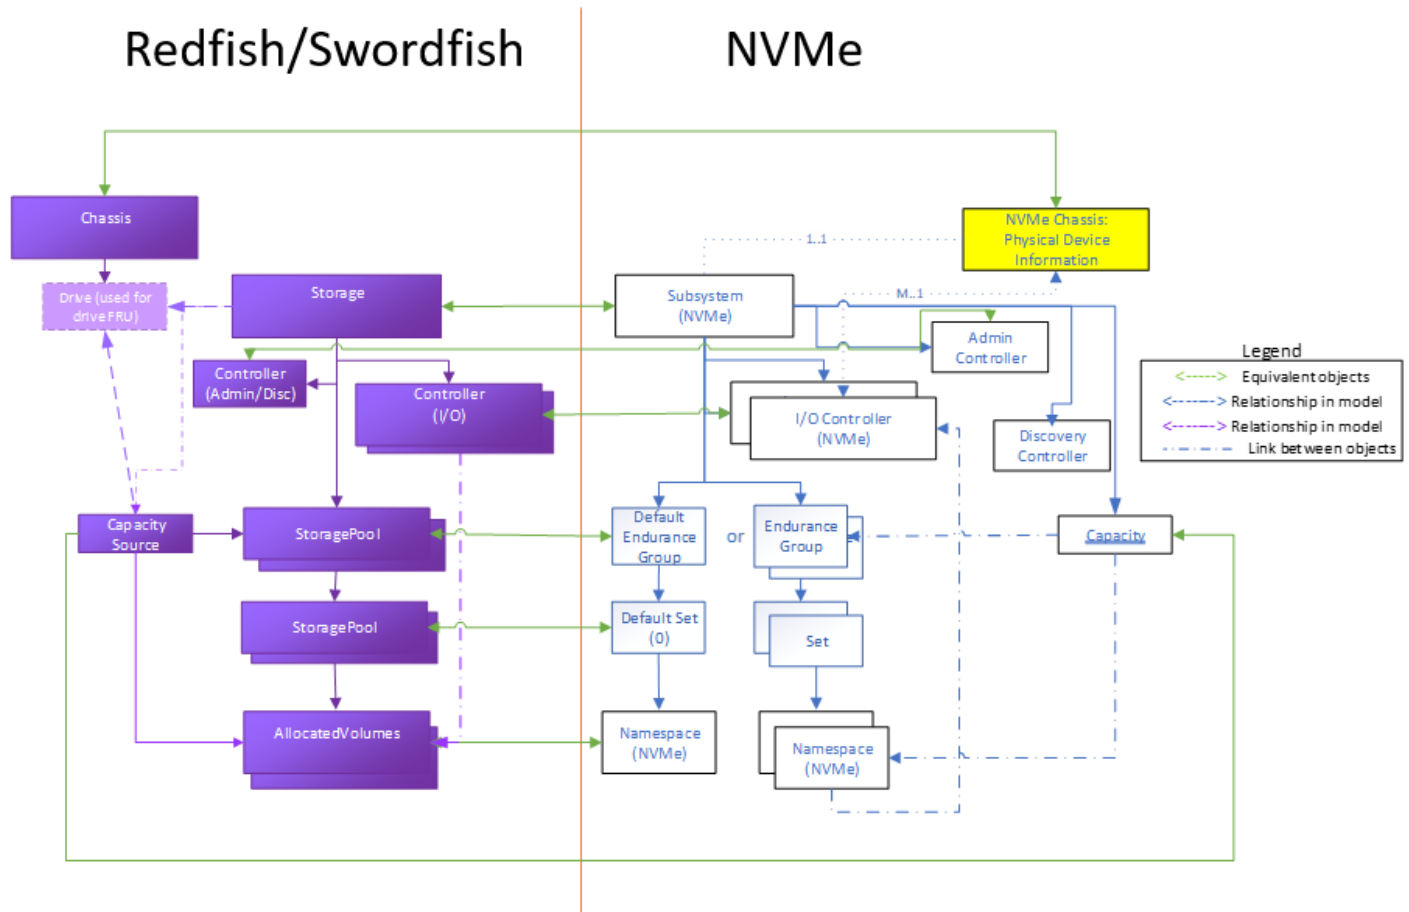 Redfish/Swordfish
NVMe
Chassis
NVMe Chassis:
Physical Device
Information
1..1
Drive (used for
drive FRU)
Storage
Subsystem
(NVMe)
M..1
Admin
Controller
Controller
(Admin/Disc)
Controller
(I/O)
I/O Controller
(NVMe)
Discovery
Controller
Legend
Equivalent objects
Relationship in model
Relationship in model
Link between objects
Capacity
Source
StoragePool
Default
Endurance
Group
or
Endurance
Group
Capacity
StoragePool
Default Set
(0)
Set
AllocatedVolumes
Namespace
(NVMe)
Namespace
(NVMe)